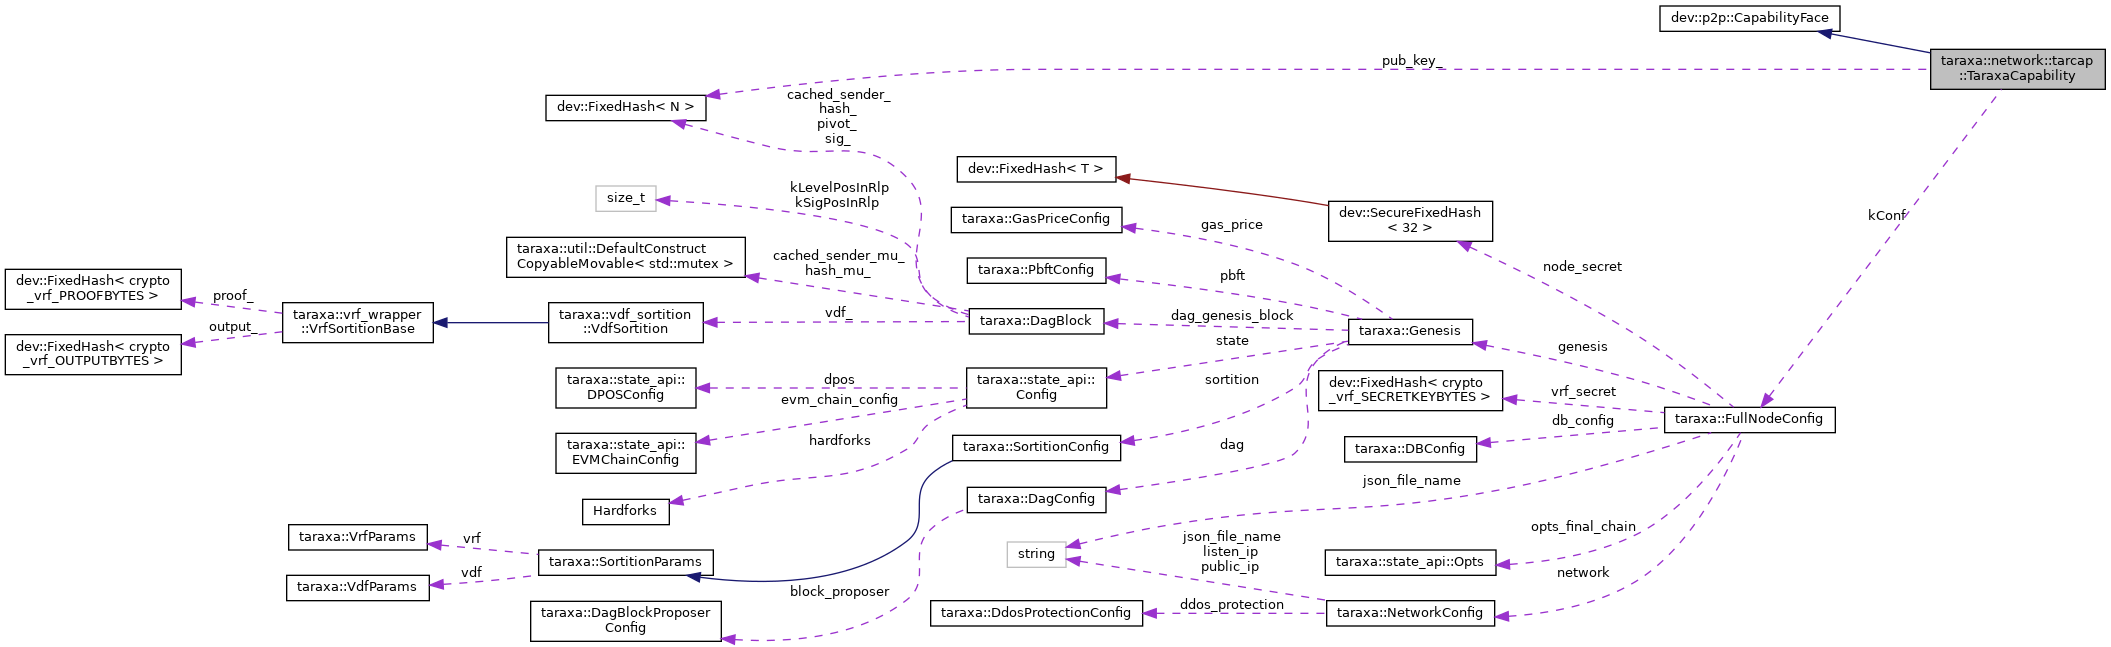 dev::p2p::CapabilityFace
taraxa::network::tarcap
::TaraxaCapability
pub_key_
dev::FixedHash< N >
cached_sender_
hash_
pivot_
sig_
dev::FixedHash< T >
kLevelPosInRlp
kSigPosInRlp
size_t
taraxa::GasPriceConfig
gas_price
dev::SecureFixedHash
< 32 >
kConf
taraxa::util::DefaultConstruct
CopyableMovable< std::mutex >
cached_sender_mu_
hash_mu_
taraxa::PbftConfig
pbft
node_secret
dev::FixedHash< crypto
_vrf_PROOFBYTES >
proof_
taraxa::vrf_wrapper
::VrfSortitionBase
taraxa::vdf_sortition
::VdfSortition
vdf_
taraxa::DagBlock
dag_genesis_block
taraxa::Genesis
output_
dev::FixedHash< crypto
_vrf_OUTPUTBYTES >
state
genesis
taraxa::state_api::
DPOSConfig
dpos
taraxa::state_api::
Config
sortition
dev::FixedHash< crypto
_vrf_SECRETKEYBYTES >
vrf_secret
evm_chain_config
taraxa::FullNodeConfig
db_config
taraxa::state_api::
EVMChainConfig
hardforks
taraxa::SortitionConfig
dag
taraxa::DBConfig
json_file_name
Hardforks
taraxa::DagConfig
opts_final_chain
taraxa::VrfParams
vrf
taraxa::SortitionParams
string
json_file_name
listen_ip
public_ip
taraxa::state_api::Opts
network
taraxa::VdfParams
vdf
block_proposer
taraxa::DagBlockProposer
Config
taraxa::DdosProtectionConfig
ddos_protection
taraxa::NetworkConfig